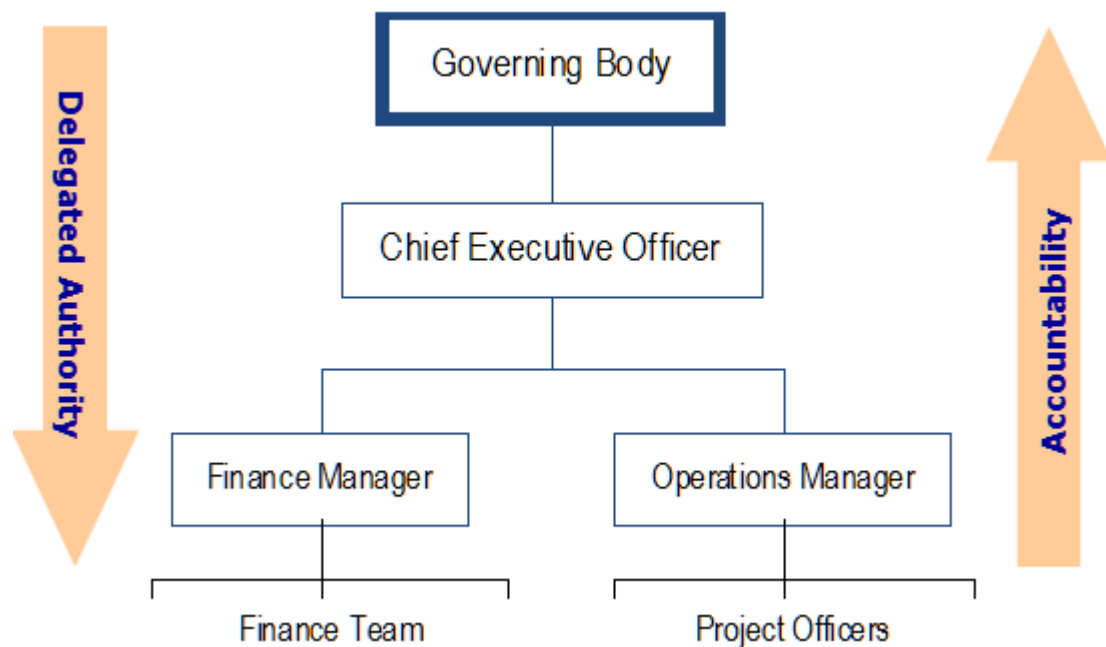 Governing Body
Delegated Authority
Accountability
Chief Executive Officer
Finance Manager
Operations Manager
Finance Team
Project Officers